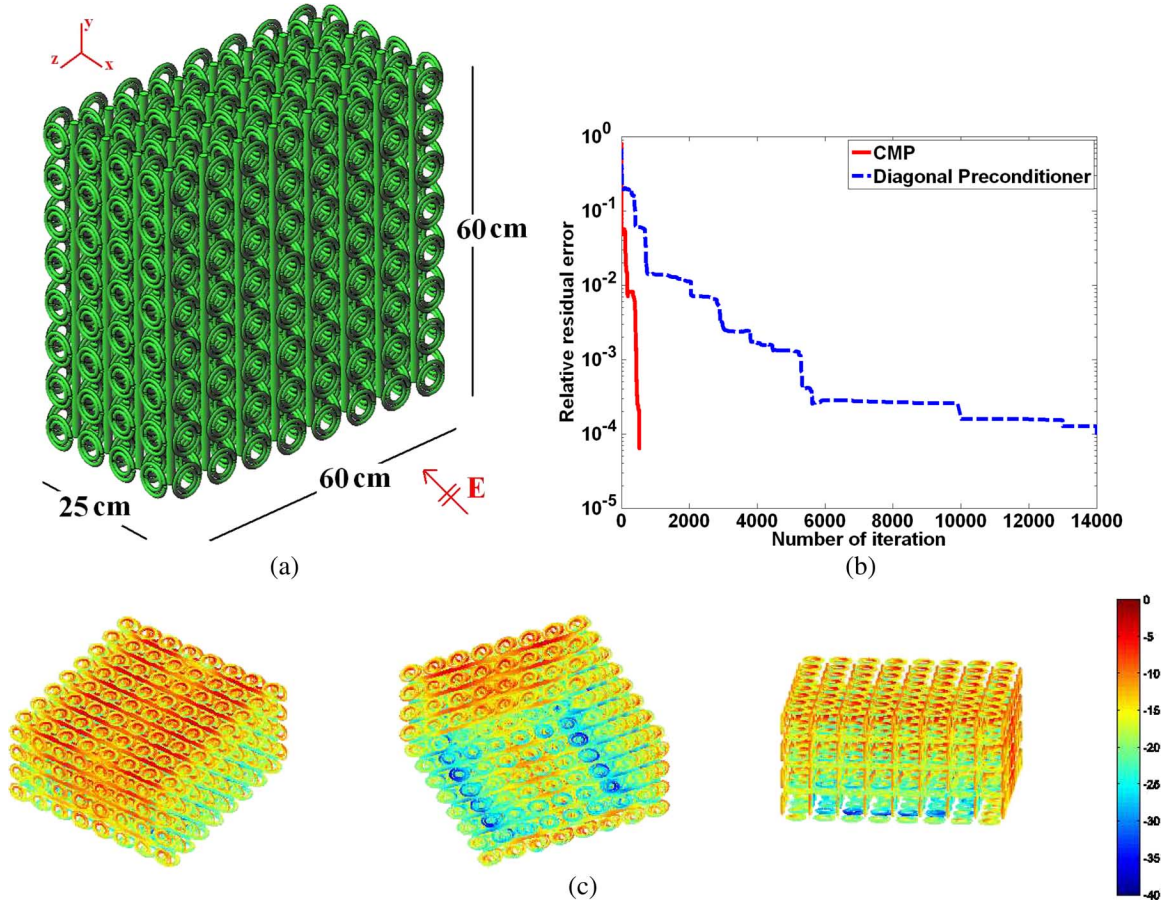 y
z
x
60 cm
60 cm
25 cm
E
(a)
10^0
10^-1
10^-2
10^-3
10^-4
10^-5
Relative residual error
CMP
Diagonal Preconditioner
0 2000 4000 6000 8000 10000 12000 14000
Number of iteration
(b)
0
-5
-10
-15
-20
-25
-30
-35
-40
(c)